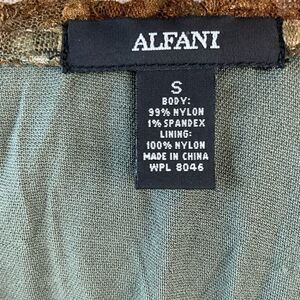 ALFANI
S
BODY:
99% NYLON
1% SPANDEX
LINING:
100% NYLON
MADE IN CHINA
WPL 8046